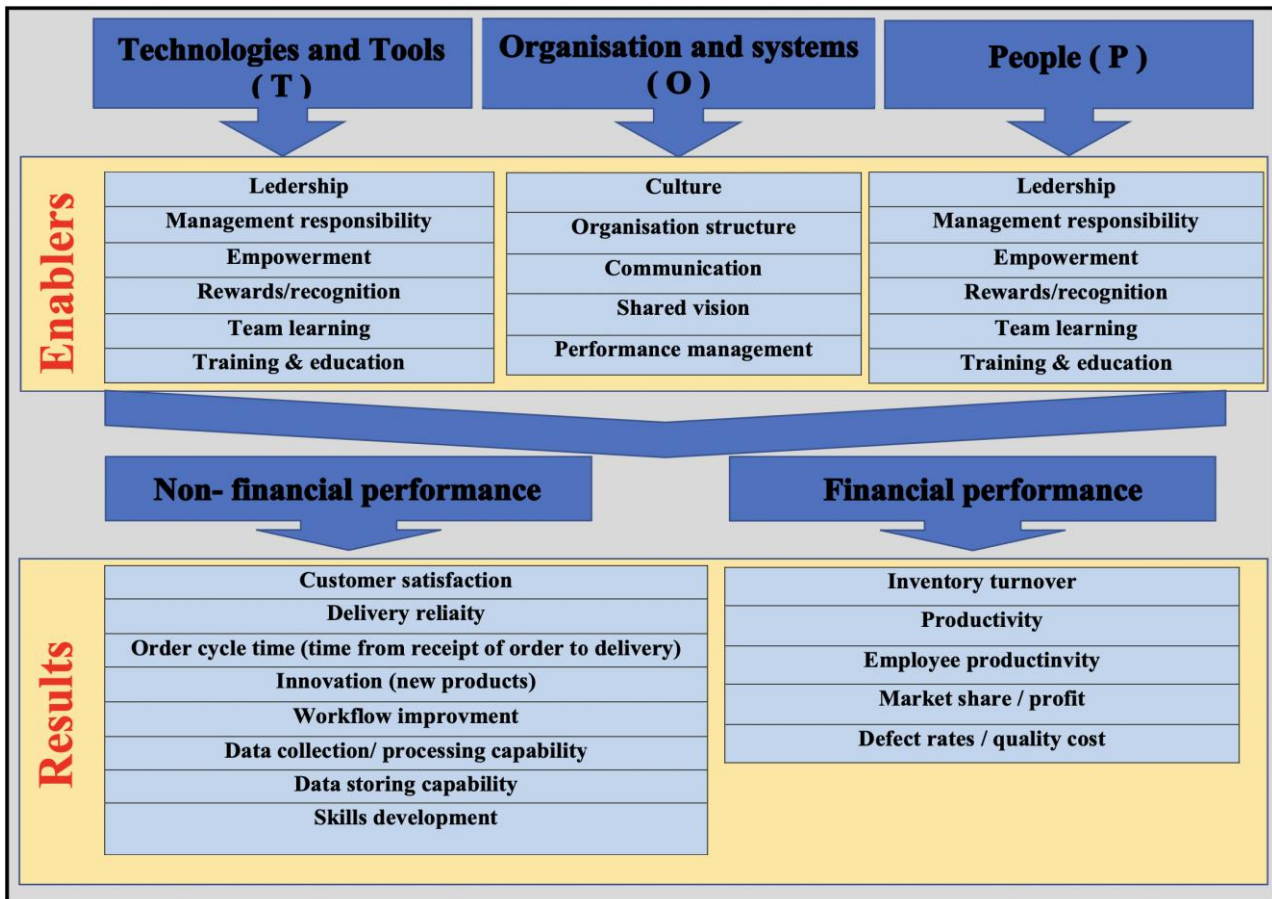 Technologies and Tools
( T )
Organisation and systems
( O )
People ( P )
Enablers
Ledership
Management responsibility
Empowerment
Rewards/recognition
Team learning
Training & education
Culture
Organisation structure
Communication
Shared vision
Performance management
Ledership
Management responsibility
Empowerment
Rewards/recognition
Team learning
Training & education
Non- financial performance
Financial performance
Results
Customer satisfaction
Delivery reliaity
Order cycle time (time from receipt of order to delivery)
Innovation (new products)
Workflow improvment
Data collection/ processing capability
Data storing capability
Skills development
Inventory turnover
Productivity
Employee productinvity
Market share / profit
Defect rates / quality cost